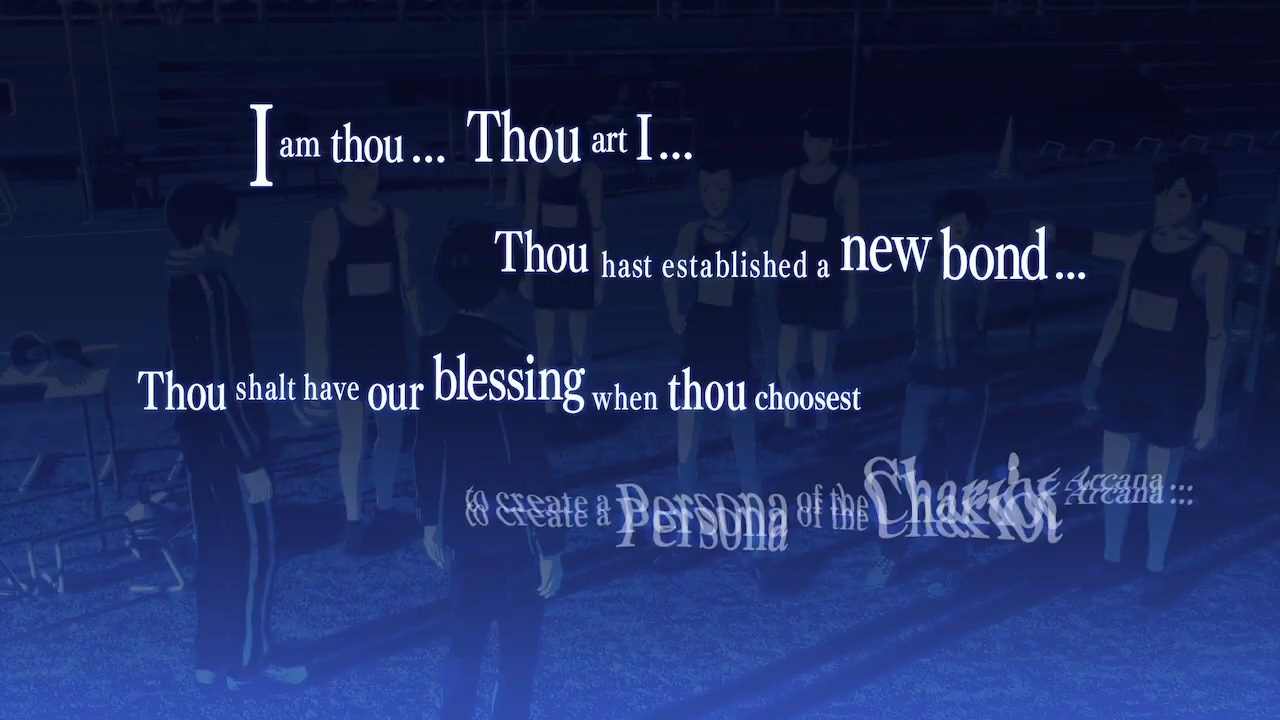 I am thou... Thou art I...
Thou hast established a new bond...
Thou shalt have our blessing when thou choosest
to create a Persona of the Chariot Arcana...